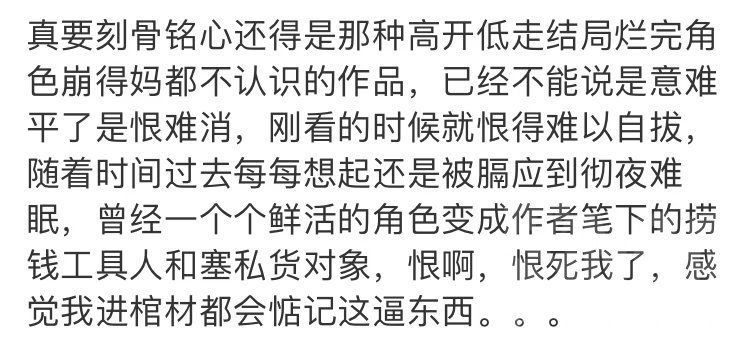 真要刻骨铭心还得是那种高开低走结局烂完角
色崩得妈都不认识的作品，已经不能说是意难
平了是恨难消，刚看的时候就恨得难以自拔，
随着时间过去每每想起还是被膈应到彻夜难
眠，曾经一个个鲜活的角色变成作者笔下的捞
钱工具人和塞私货对象，恨啊，恨死我了，感
觉我进棺材都会惦记这逼东西。。。